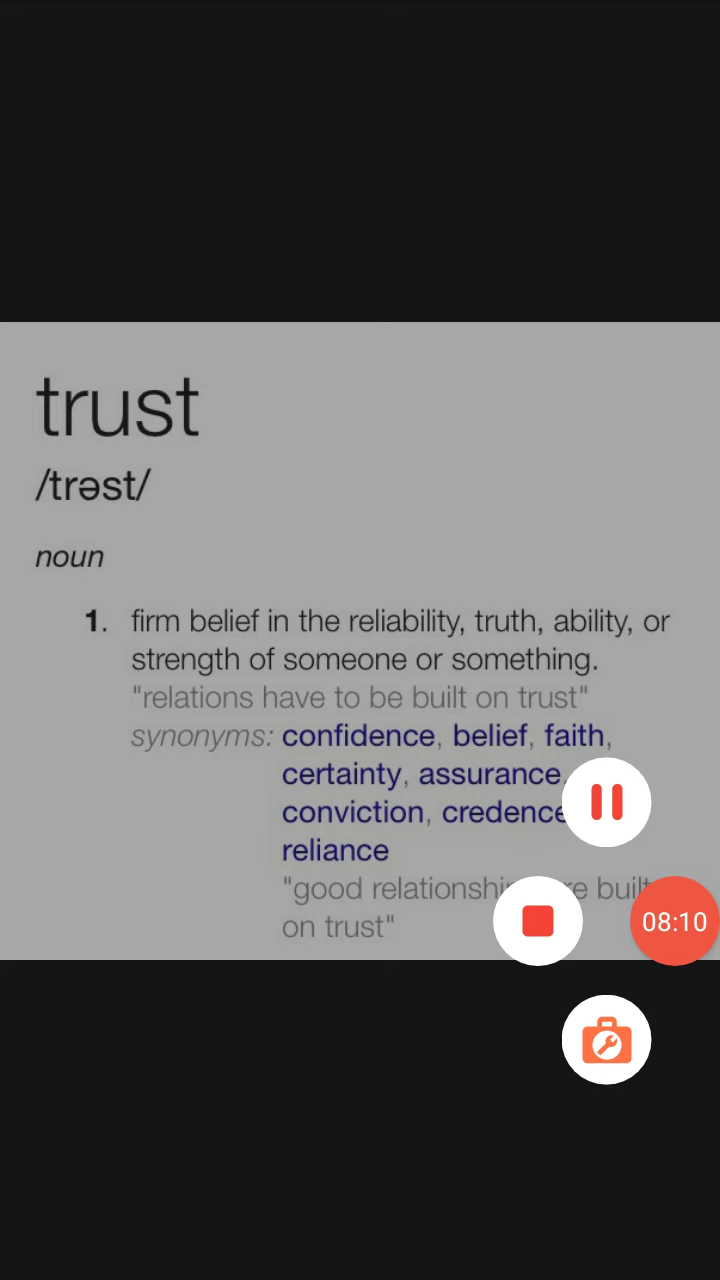 trust
/trəst/
noun
1. firm belief in the reliability, truth, ability, or
strength of someone or something.
"relations have to be built on trust"
synonyms: confidence, belief, faith,
certainty, assurance,
conviction, credence
reliance
"good relationshi re built
on trust"
08:10